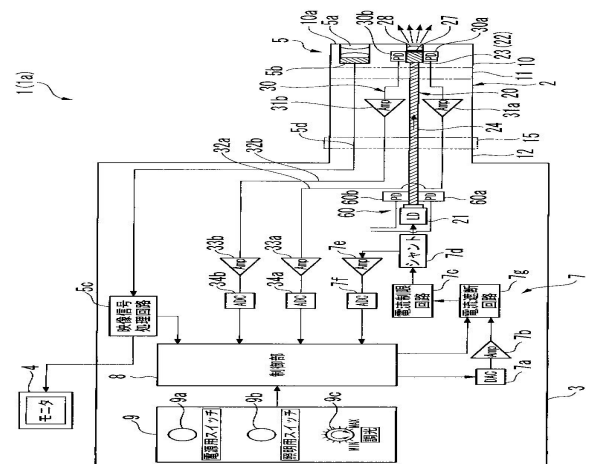 1(1a)
10a
5a
30b
28
27
30a
5
5b
PD
PD
23(22)
11
10
2
30
31b
Amp
20
Amp
31a
24
5d
15
12
32a
32b
60b
PD
60
LD
PD
60a
21
シャント
7d
33b
Amp
33a
Amp
7e
Amp
34b
ADC
34a
ADC
7f
ADC
7c
電流制限
回路
電流遮断
回路
7g
7
5c
映像信号
処理回路
制御部
8
Amp
7b
DAC
7a
4
モニタ
3
9
9a
電源用スイッチ
9b
照明用スイッチ
9c
MIN
MAX
調光